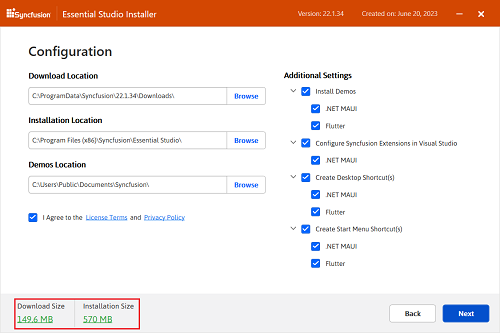 Syncfusion Essential Studio Installer Version: 22.1.34 Created on: June 20, 2023
Configuration
Download Location
C:\ProgramData\Syncfusion\22.1.34\Downloads\ Browse
Installation Location
C:\Program Files (x86)\Syncfusion\Essential Studio\ Browse
Demos Location
C:\Users\Public\Documents\Syncfusion\ Browse
I Agree to the License Terms and Privacy Policy
Additional Settings
Install Demos
.NET MAUI
Flutter
Configure Syncfusion Extensions in Visual Studio
.NET MAUI
Create Desktop Shortcut(s)
.NET MAUI
Flutter
Create Start Menu Shortcut(s)
.NET MAUI
Flutter
Download Size Installation Size
149.6 MB 570 MB
Back Next